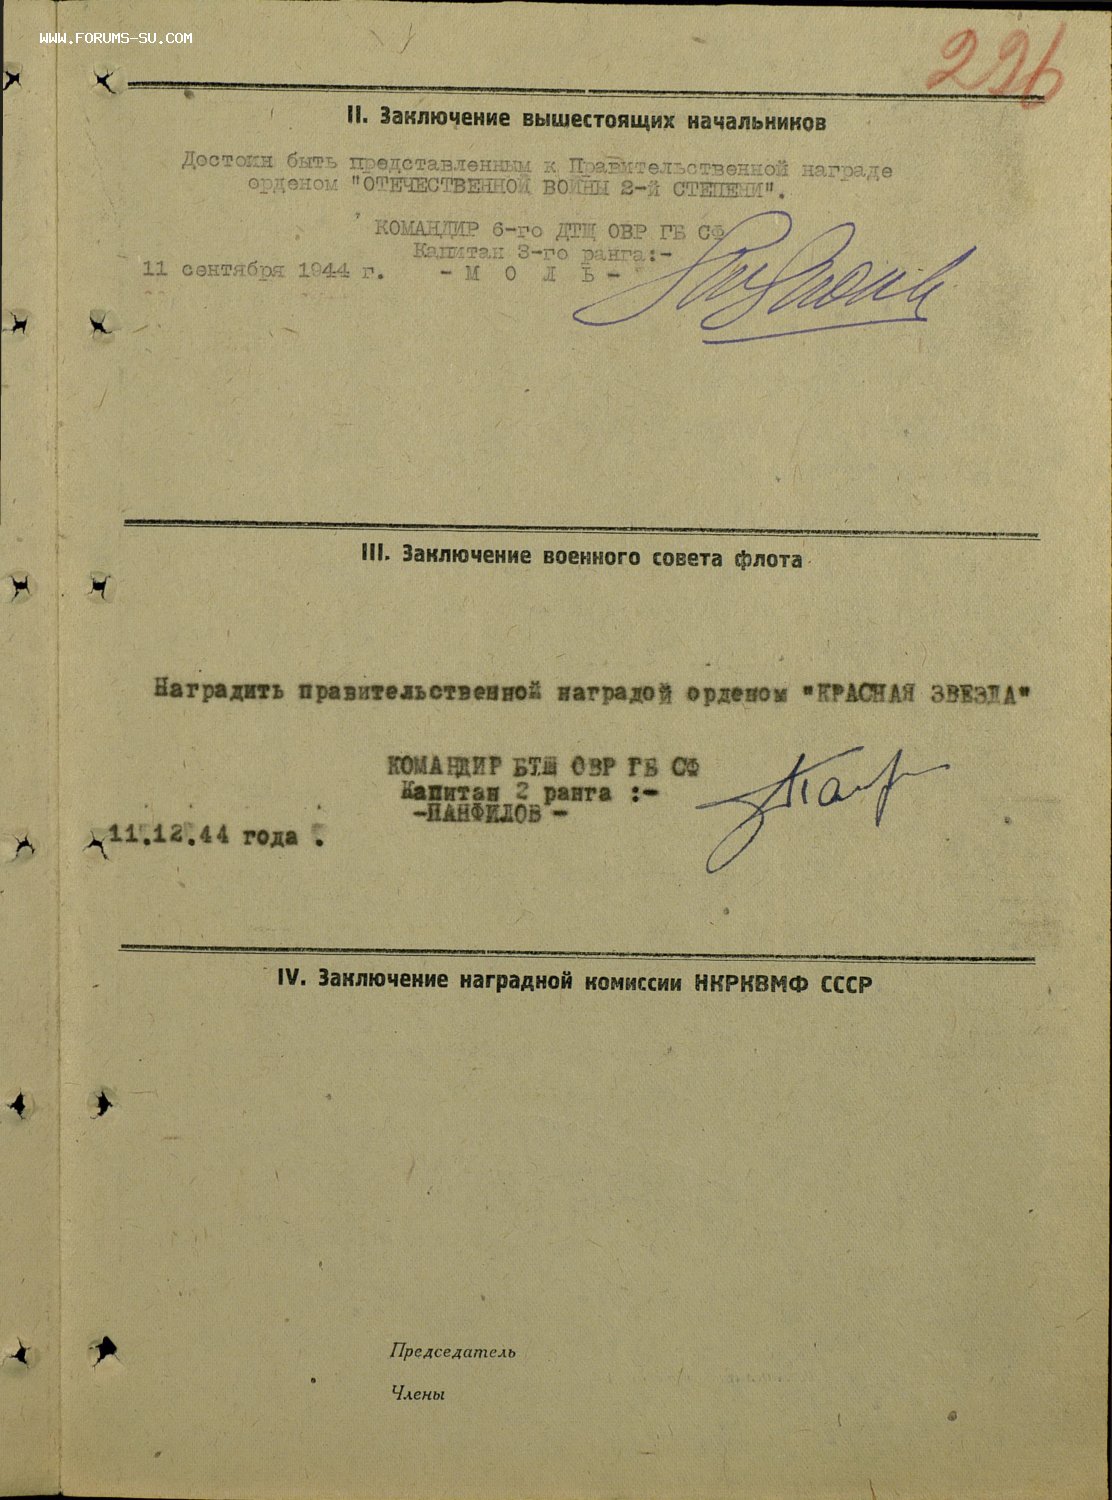 WWW.FORUMS-SU.COM
226
II. Заключение вышестоящих начальников
Достоин быть представленным к Правительственной награде
орденом "ОТЕЧЕСТВЕННОЙ ВОЙНЫ 2-й СТЕПЕНИ".
КОМАНДИР 6-го ДТЩ ОВР ГБ СФ
Капитан 3-го ранга:-
11 сентября 1944 г. - М О Л Ь -
III. Заключение военного совета флота
Наградить правительственной наградой орденом "КРАСНАЯ ЗВЕЗДА"
КОМАНДИР БТЩ ОВР ГБ СФ
Капитан 2 ранга :-
-ПАНФИЛОВ -
11.12.44 года .
IV. Заключение наградной комиссии НКРКВМФ СССР
Председатель
Члены